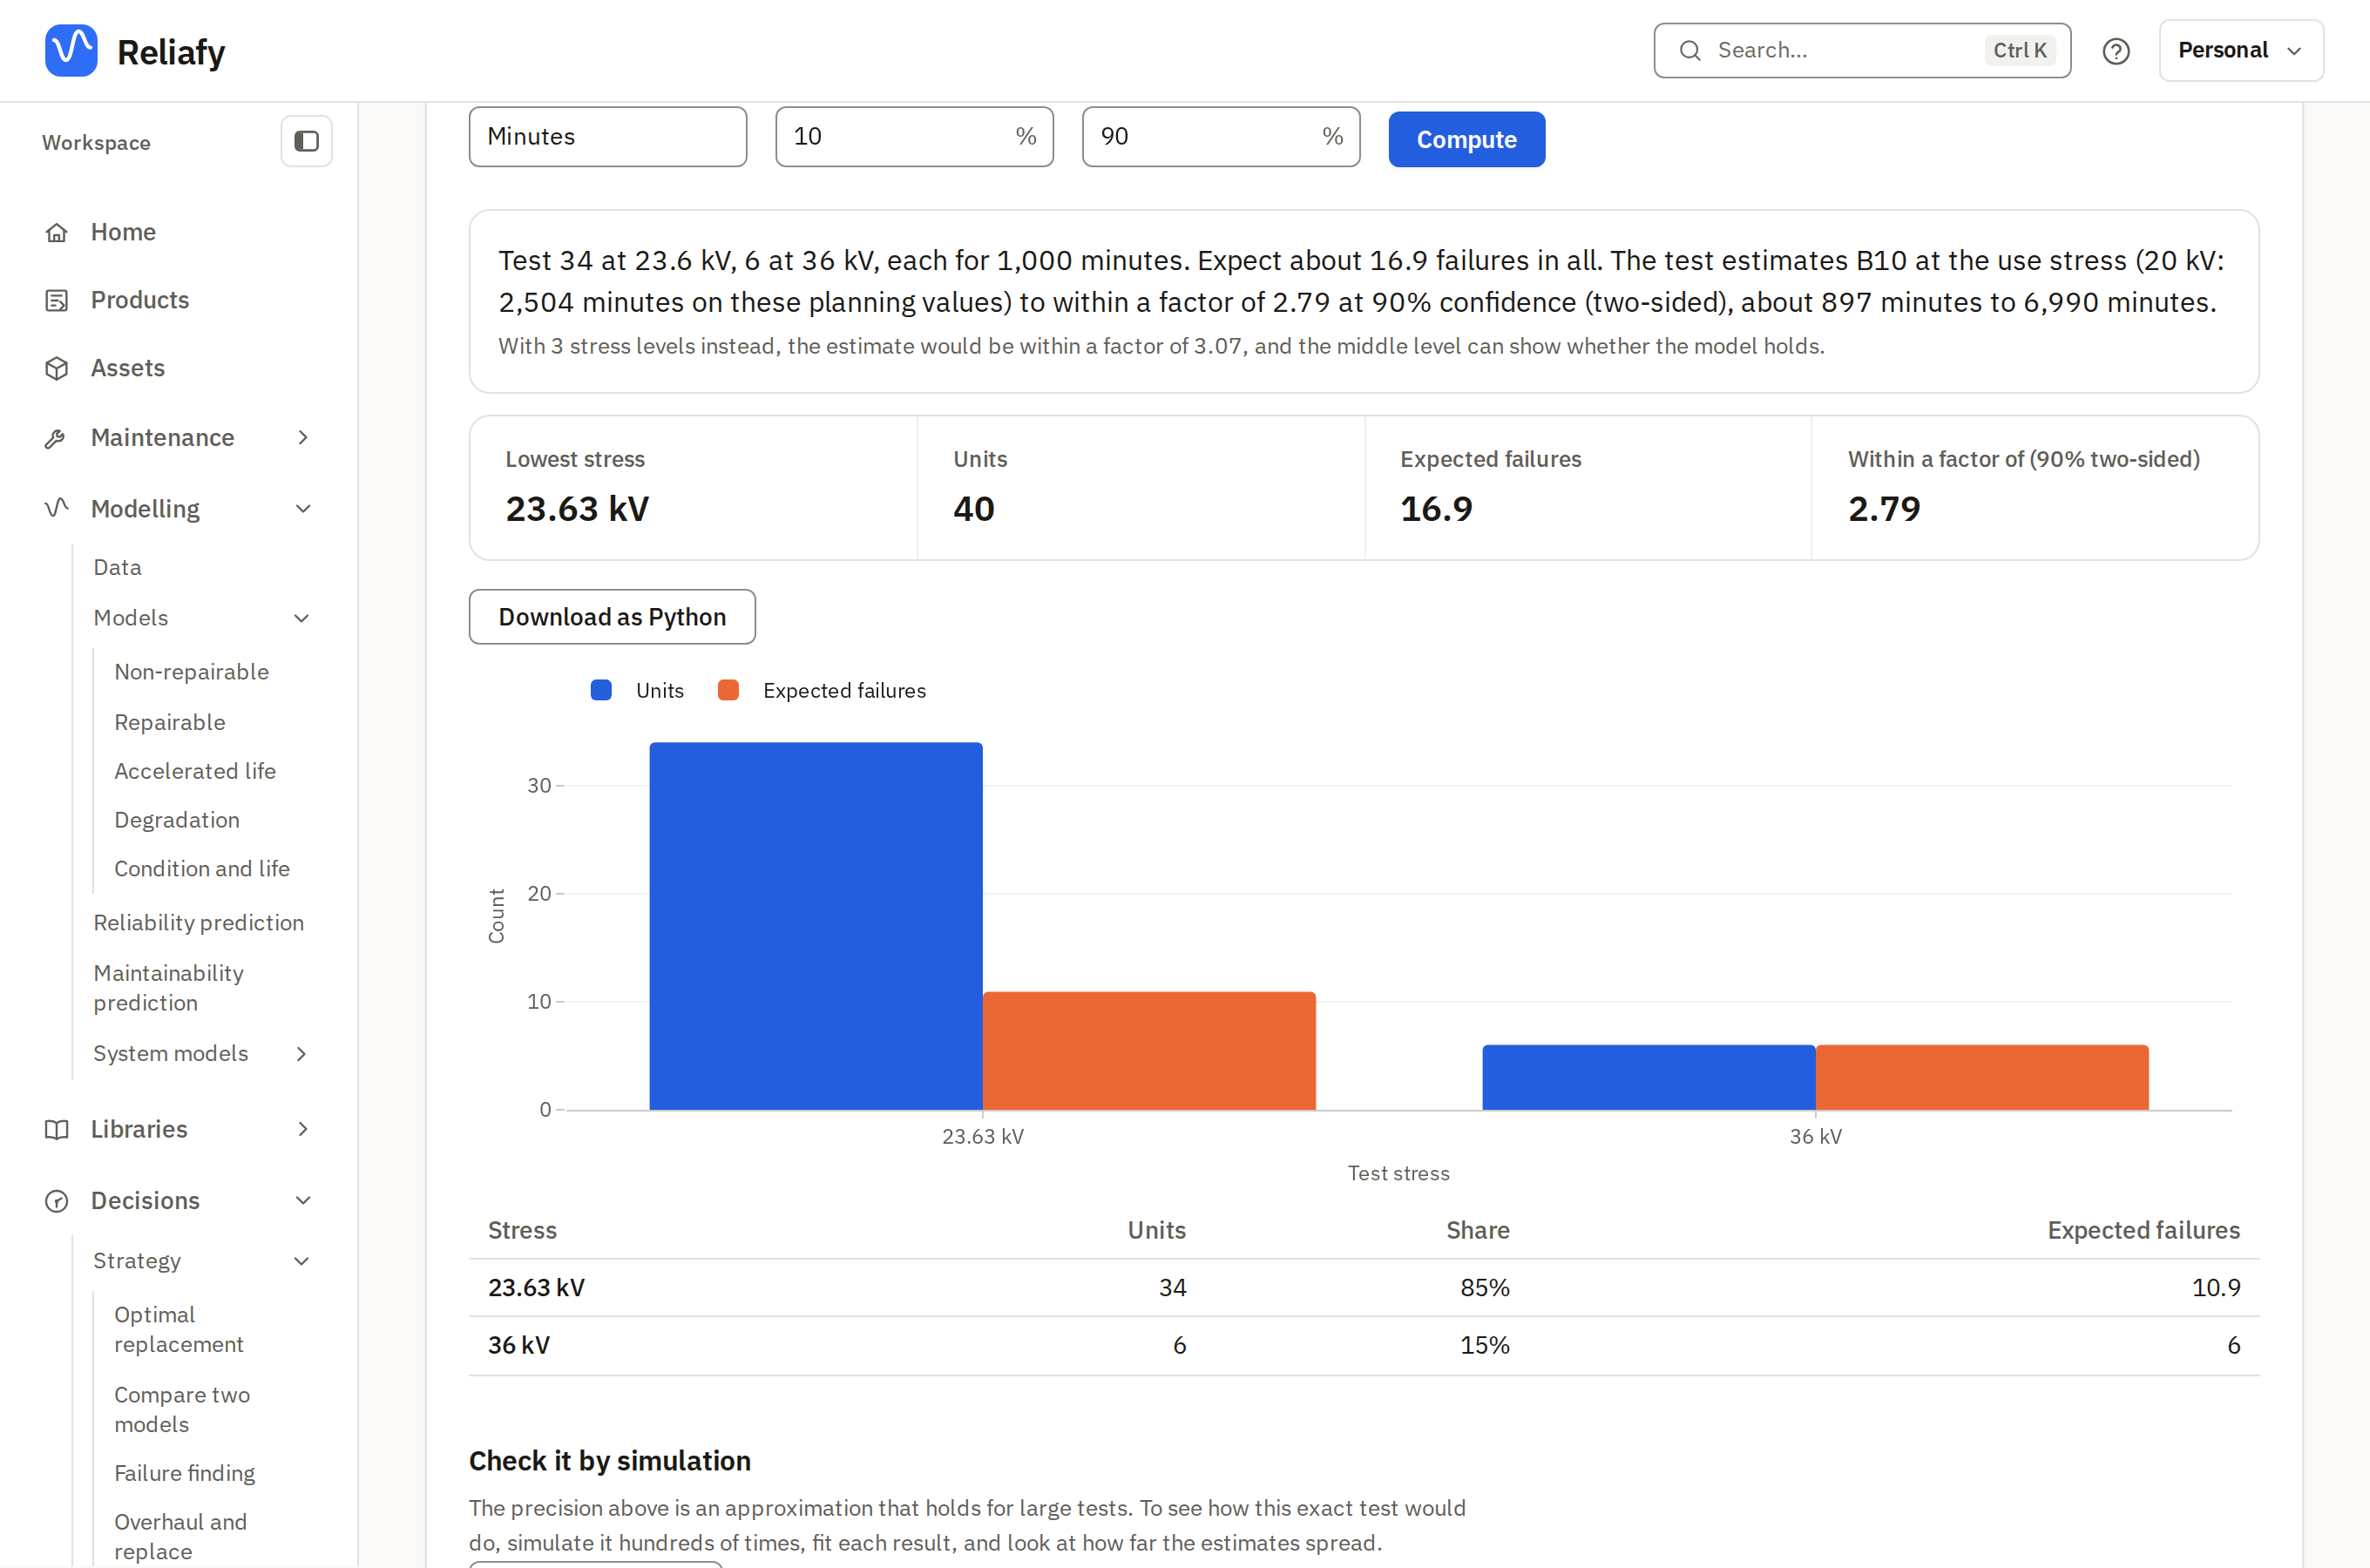 Reliafy
Search...
Ctrl K
Personal
Workspace
Home
Products
Assets
Maintenance
Modelling
Data
Models
Non-repairable
Repairable
Accelerated life
Degradation
Condition and life
Reliability prediction
Maintainability
prediction
System models
Libraries
Decisions
Strategy
Optimal
replacement
Compare two
models
Failure finding
Overhaul and
replace
Minutes
10 %
90 %
Compute
Test 34 at 23.6 kV, 6 at 36 kV, each for 1,000 minutes. Expect about 16.9 failures in all. The test estimates B10 at the use stress (20 kV:
2,504 minutes on these planning values) to within a factor of 2.79 at 90% confidence (two-sided), about 897 minutes to 6,990 minutes.
With 3 stress levels instead, the estimate would be within a factor of 3.07, and the middle level can show whether the model holds.
Lowest stress
23.63 kV
Units
40
Expected failures
16.9
Within a factor of (90% two-sided)
2.79
Download as Python
Units
Expected failures
Count
30
20
10
0
23.63 kV
36 kV
Test stress
Stress Units Share Expected failures
23.63 kV 34 85% 10.9
36 kV 6 15% 6
Check it by simulation
The precision above is an approximation that holds for large tests. To see how this exact test would
do, simulate it hundreds of times, fit each result, and look at how far the estimates spread.